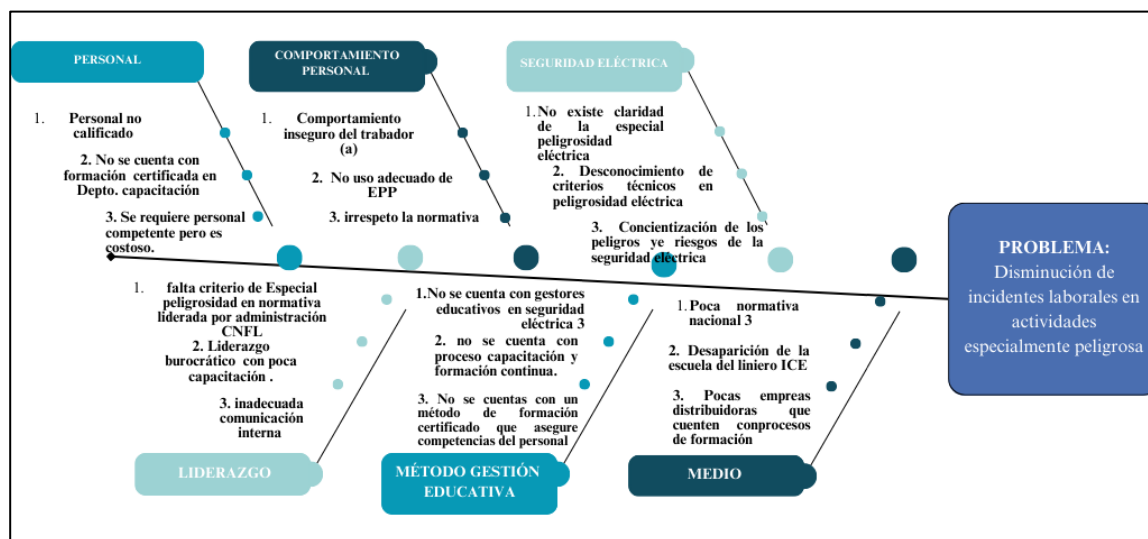 PERSONAL
1. Personal no
calificado
2. No se cuenta con
formación certificada en
Depto. capacitación
3. Se requiere personal
competente pero es
costoso.
COMPORTAMIENTO
PERSONAL
1. Comportamiento
inseguro del trabador
(a)
2. No uso adecuado de
EPP
3. irrespeto la normativa
SEGURIDAD ELÉCTRICA
1. No existe claridad
de la especial
peligrosidad
eléctrica
2. Desconocimiento de
criterios técnicos en
peligrosidad eléctrica
3. Concientización de los
peligros ye riesgos de la
seguridad eléctrica
PROBLEMA:
Disminución de
incidentes laborales en
actividades
especialmente peligrosa
1. falta criterio de Especial
peligrosidad en normativa
liderada por administración
CNFL
2. Liderazgo
burocrático con poca
capacitación .
3. inadecuada
comunicación
interna
LIDERAZGO
1.No se cuenta con gestores
educativos en seguridad
eléctrica 3
2. no se cuenta con
proceso capacitación y
formación continua.
3. No se cuentas con un
método de formación
certificado que asegure
competencias del personal
MÉTODO GESTIÓN
EDUCATIVA
1. Poca normativa
nacional 3
2. Desaparición de la
escuela del liniero ICE
3. Pocas empreas
distribuidoras que
cuenten conprocesos
de formación
MEDIO